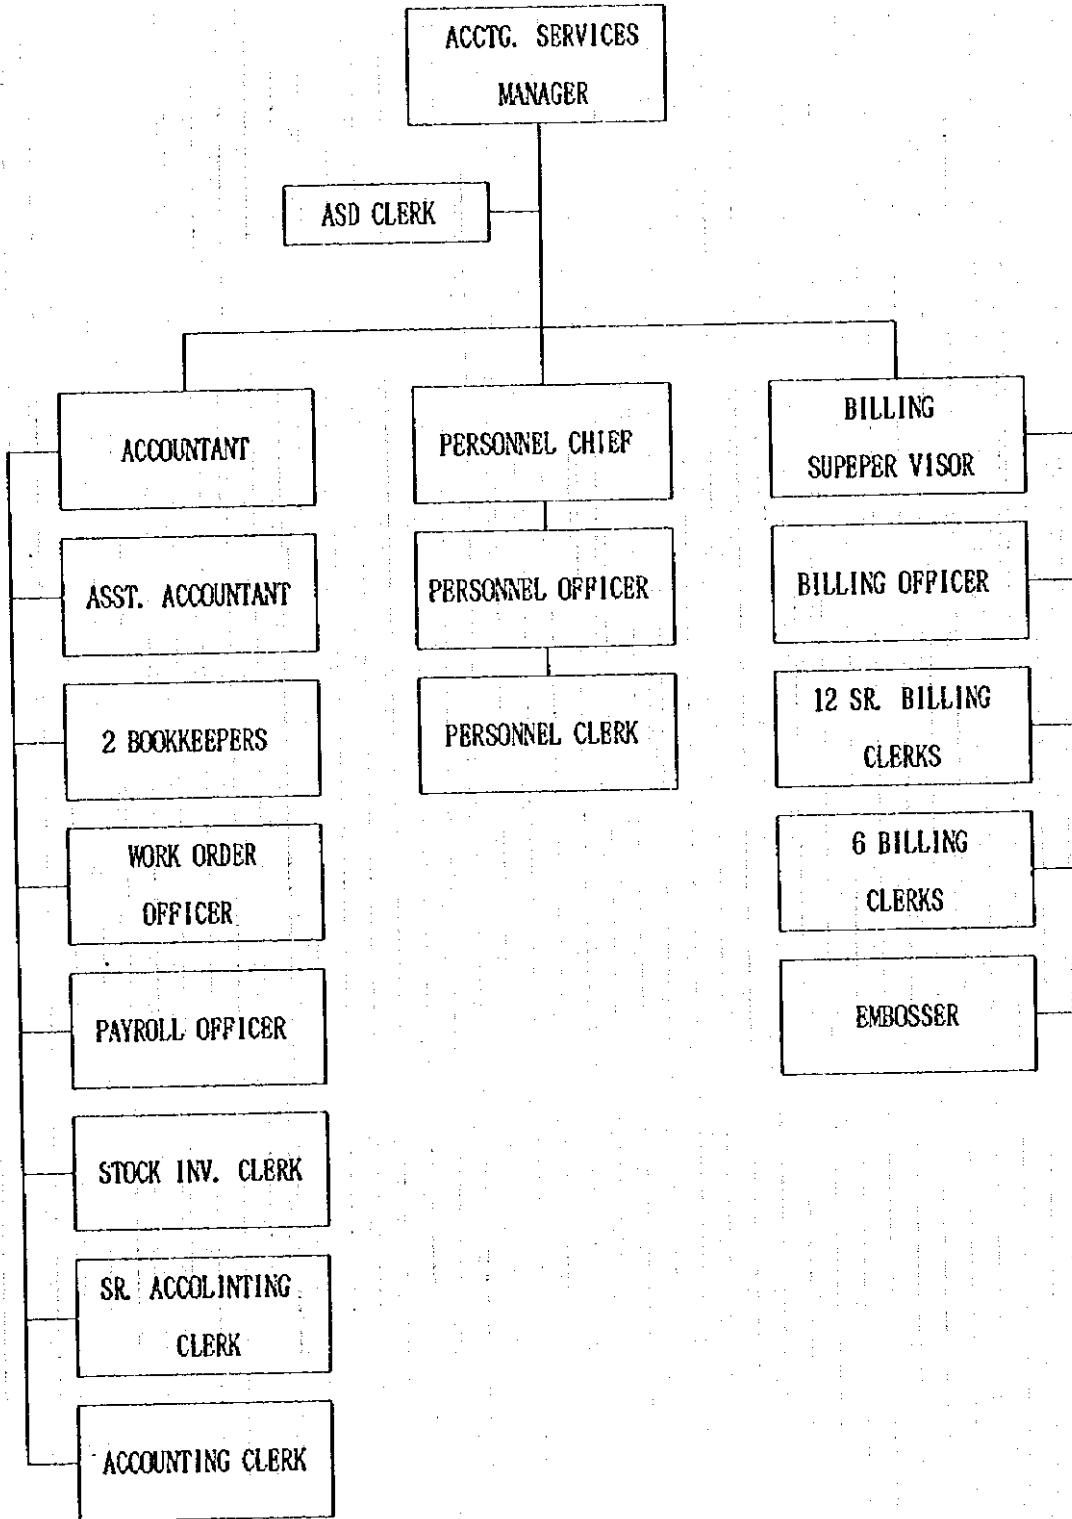 ACCTG. SERVICES
MANAGER
ASD CLERK
ACCOUNTANT
ASST. ACCOUNTANT
2 BOOKKEEPERS
WORK ORDER
OFFICER
PAYROLL OFFICER
STOCK INV. CLERK
SR. ACCOLINTING
CLERK
ACCOUNTING CLERK
PERSONNEL CHIEF
PERSONNEL OFFICER
PERSONNEL CLERK
BILLING
SUPEPER VISOR
BILLING OFFICER
12 SR. BILLING
CLERKS
6 BILLING
CLERKS
EMBOSSER